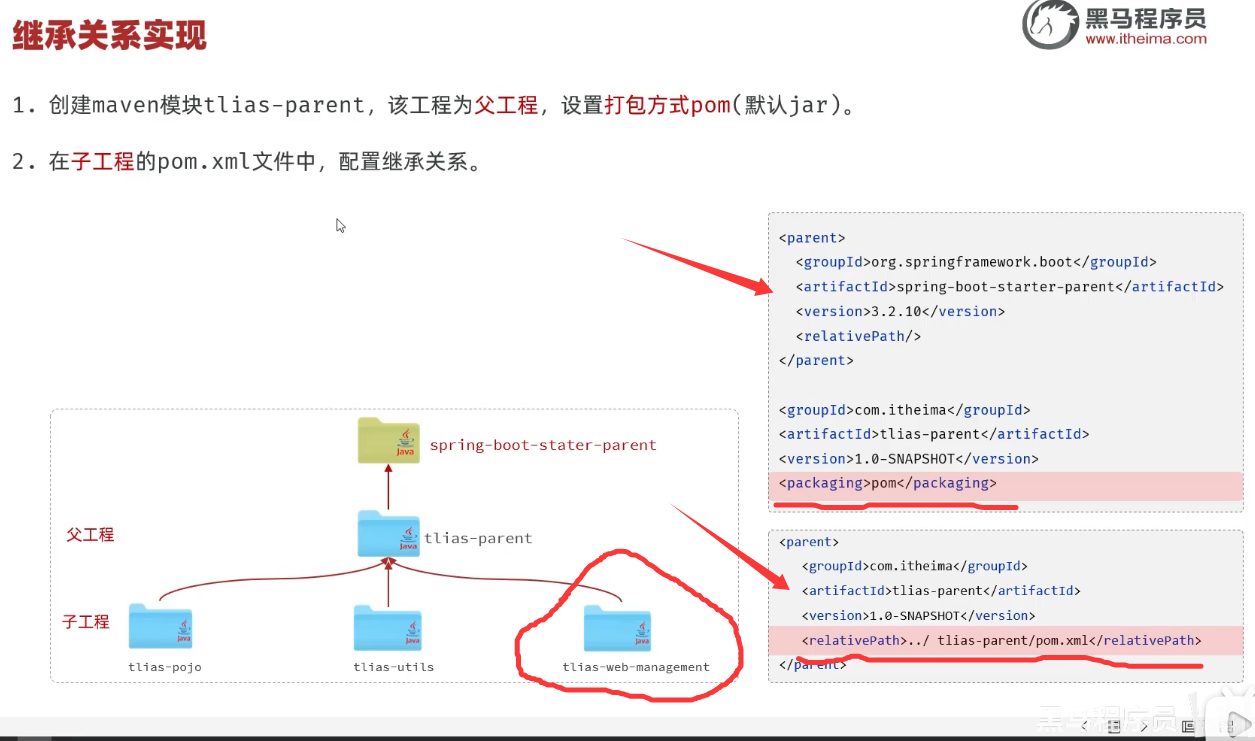 继承关系实现
黑马程序员
www.itheima.com
1. 创建maven模块tlias-parent，该工程为父工程，设置打包方式pom(默认jar)。
2. 在子工程的pom.xml文件中，配置继承关系。
<parent>
<groupId>org.springframework.boot</groupId>
<artifactId>spring-boot-starter-parent</artifactId>
<version>3.2.10</version>
<relativePath/>
</parent>
<groupId>com.itheima</groupId>
<artifactId>tlias-parent</artifactId>
<version>1.0-SNAPSHOT</version>
<packaging>pom</packaging>
Java
spring-boot-stater-parent
父工程
Java
tlias-parent
子工程
Java
Java
Java
tlias-pojo
tlias-utils
tlias-web-management
<parent>
<groupId>com.itheima</groupId>
<artifactId>tlias-parent</artifactId>
<version>1.0-SNAPSHOT</version>
<relativePath>../ tlias-parent/pom.xml</relativePath>
</parent>
黑马程序员